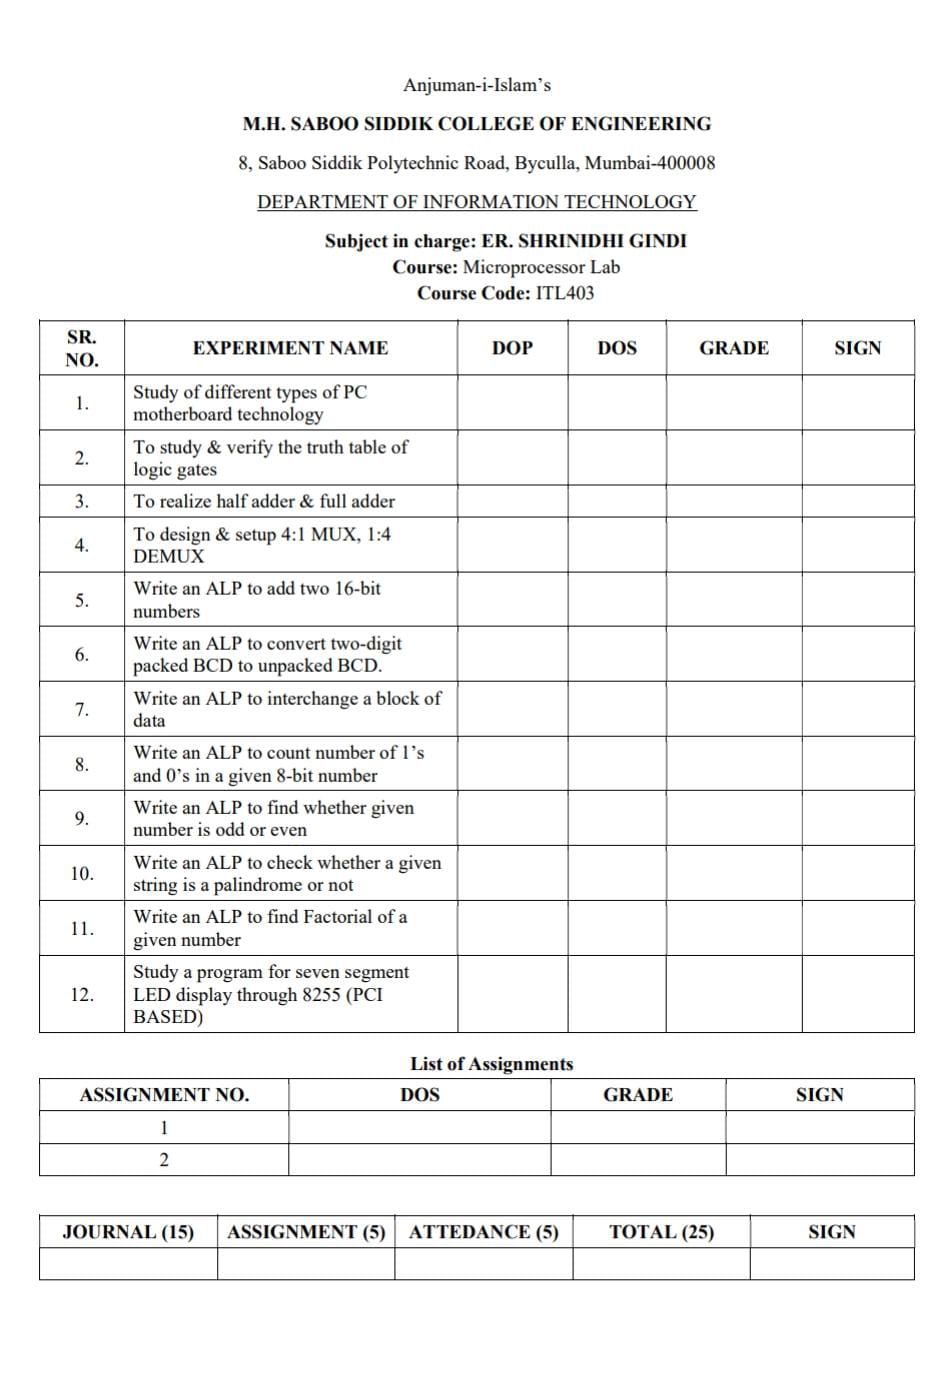 Anjuman-i-Islam’s
M.H. SABOO SIDDIK COLLEGE OF ENGINEERING
8, Saboo Siddik Polytechnic Road, Byculla, Mumbai-400008
DEPARTMENT OF INFORMATION TECHNOLOGY
Subject in charge: ER. SHRINIDHI GINDI
Course: Microprocessor Lab
Course Code: ITL403
SR. NO. EXPERIMENT NAME DOP DOS GRADE SIGN
1. Study of different types of PC
motherboard technology
2. To study & verify the truth table of
logic gates
3. To realize half adder & full adder
4. To design & setup 4:1 MUX, 1:4
DEMUX
5. Write an ALP to add two 16-bit
numbers
6. Write an ALP to convert two-digit
packed BCD to unpacked BCD.
7. Write an ALP to interchange a block of
data
8. Write an ALP to count number of 1’s
and 0’s in a given 8-bit number
9. Write an ALP to find whether given
number is odd or even
10. Write an ALP to check whether a given
string is a palindrome or not
11. Write an ALP to find Factorial of a
given number
12. Study a program for seven segment
LED display through 8255 (PCI
BASED)
List of Assignments
ASSIGNMENT NO. DOS GRADE SIGN
1
2
JOURNAL (15) ASSIGNMENT (5) ATTEDANCE (5) TOTAL (25) SIGN